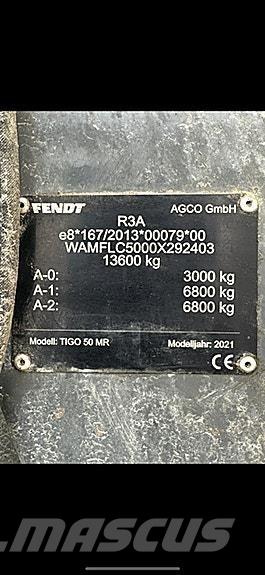 FENDT AGCO GmbH
R3A
e8*167/2013*00079*00
WAMFLC5000X292403
13600 kg
A-0: 3000 kg
A-1: 6800 kg
A-2: 6800 kg
Modell: TIGO 50 MR Modelljahr: 2021 CE
MASCUS